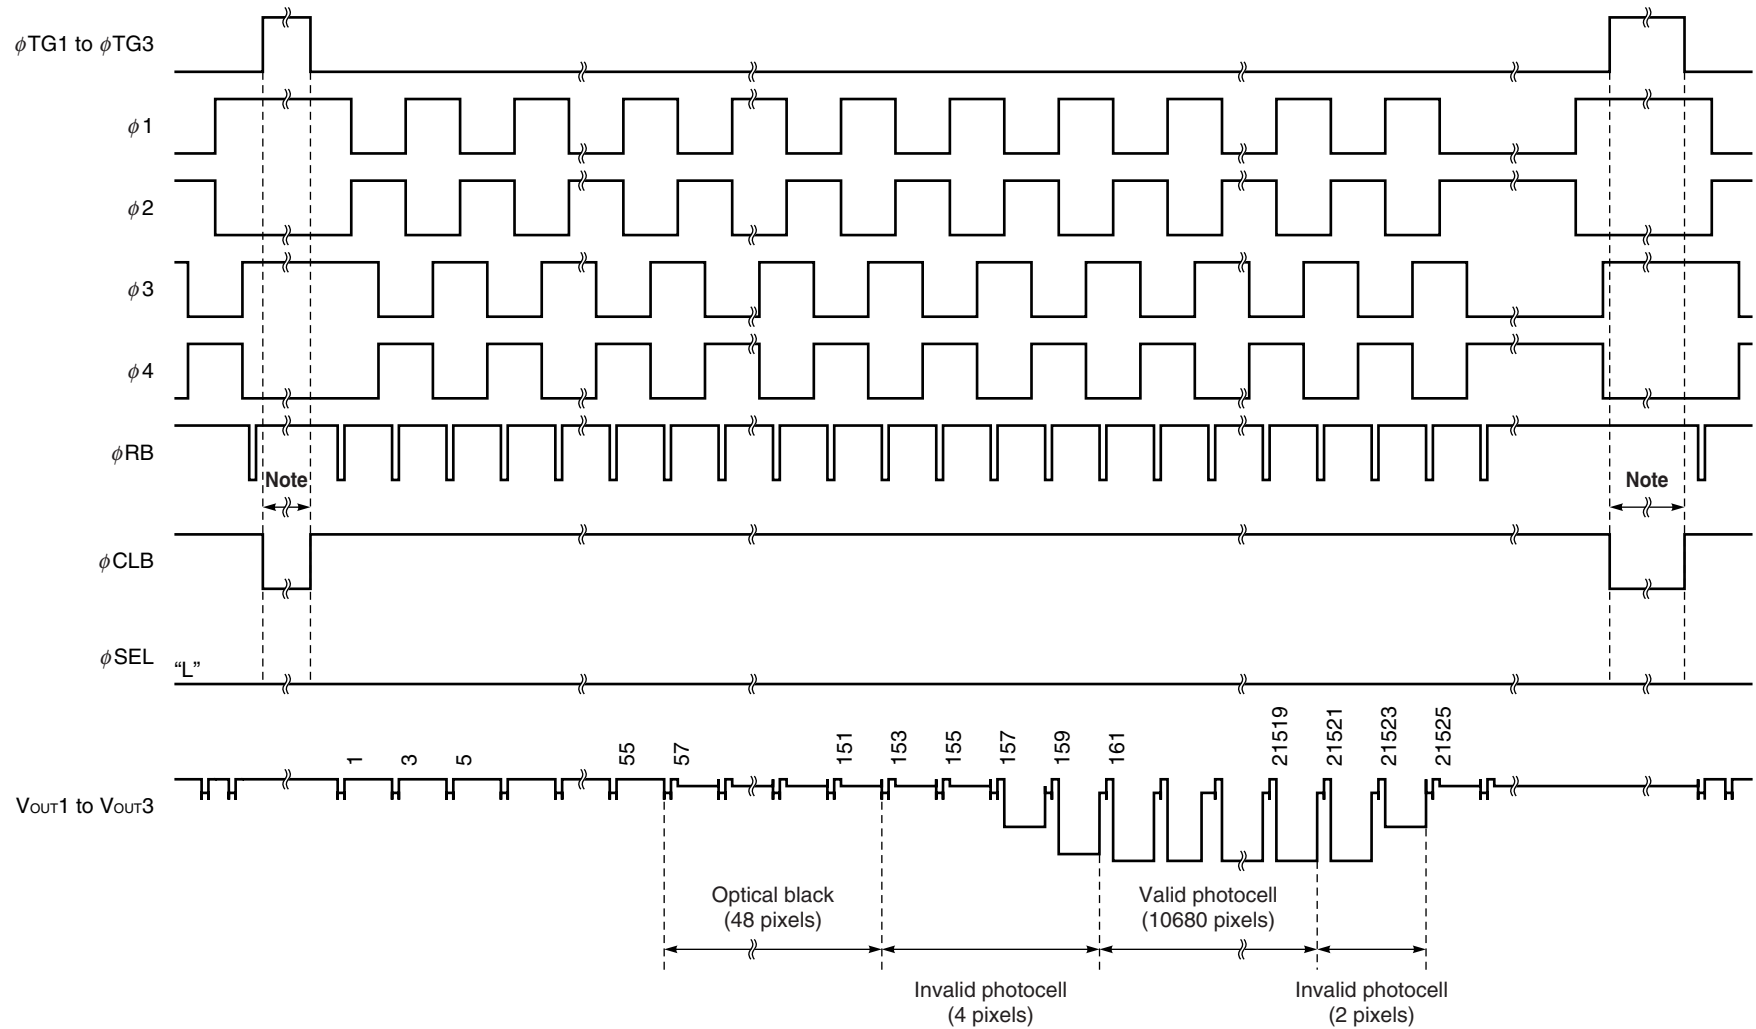 ϕTG1 to ϕTG3
ϕ1
ϕ2
ϕ3
ϕ4
ϕRB
Note
Note
ϕCLB
ϕSEL
“L”
1
3
5
55
57
151
153
155
157
159
161
21519
21521
21523
21525
VOUT1 to VOUT3
Optical black
(48 pixels)
Valid photocell
(10680 pixels)
Invalid photocell
(4 pixels)
Invalid photocell
(2 pixels)